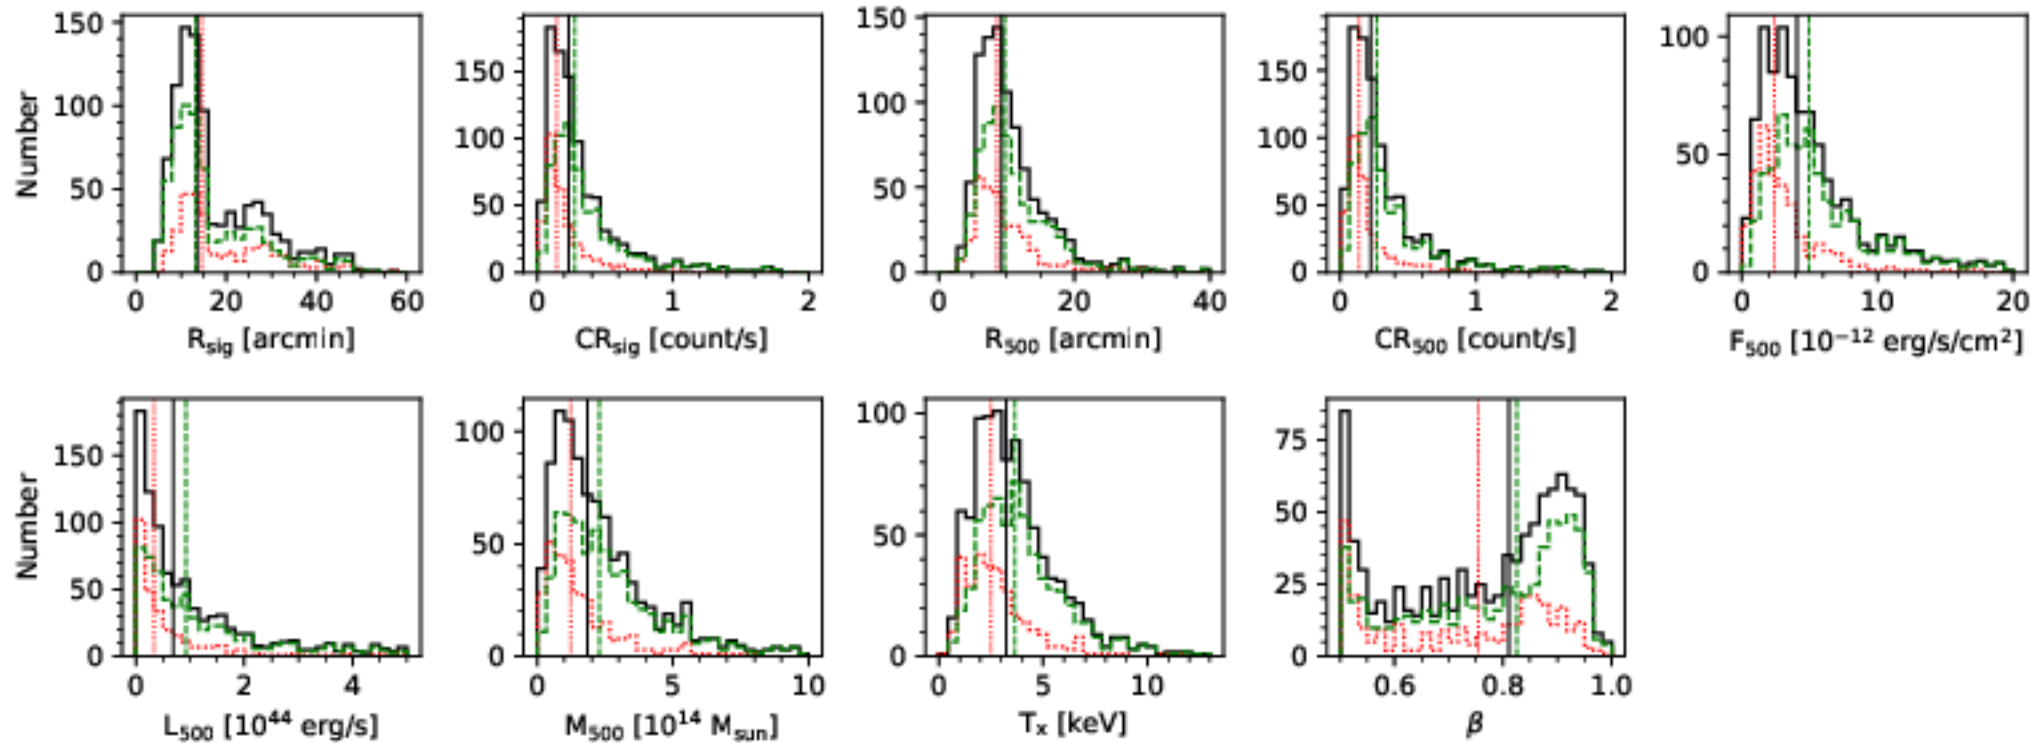 Number
150
100
50
0
0 20 40 60
R_sig [arcmin]
150
100
50
0
0 1 2
CR_sig [count/s]
150
100
50
0
0 20 40
R_500 [arcmin]
150
100
50
0
0 1 2
CR_500 [count/s]
100
50
0
0 10 20
F_500 [10⁻¹² erg/s/cm²]
Number
150
100
50
0
0 2 4
L_500 [10⁴⁴ erg/s]
100
50
0
0 5 10
M_500 [10¹⁴ M_sun]
100
50
0
0 5 10
T_x [keV]
75
50
25
0
0.6 0.8 1.0
β